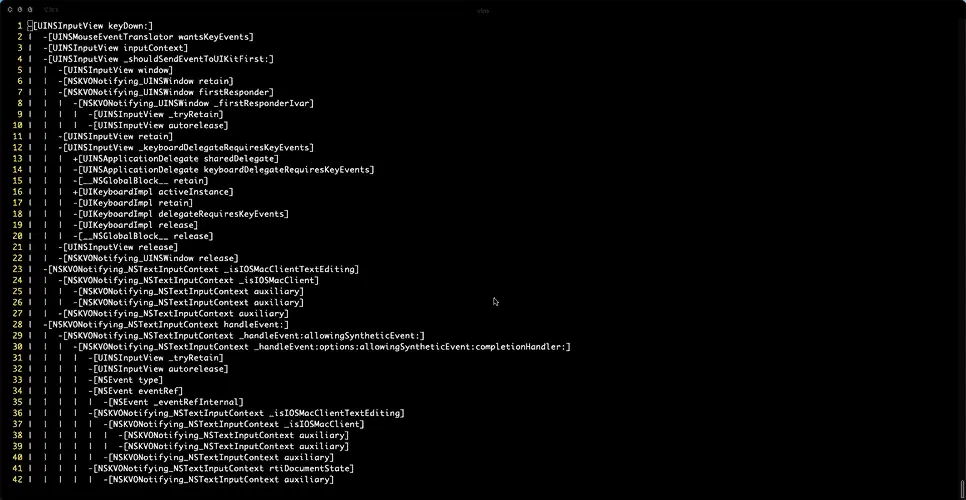 1 -[UINSInputView keyDown:]
2 | -[UINSMouseEventTranslator wantsKeyEvents]
3 | -[UINSInputView inputContext]
4 | -[UINSInputView _shouldSendEventToUIKitFirst:]
5 | | -[UINSInputView window]
6 | | -[NSKVONotifying_UINSWindow retain]
7 | | -[NSKVONotifying_UINSWindow firstResponder]
8 | | | -[NSKVONotifying_UINSWindow _firstResponderIvar]
9 | | | | -[UINSInputView _tryRetain]
10 | | | | -[UINSInputView autorelease]
11 | | -[UINSInputView retain]
12 | | -[UINSInputView _keyboardDelegateRequiresKeyEvents]
13 | | | +[UINSApplicationDelegate sharedDelegate]
14 | | | -[UINSApplicationDelegate keyboardDelegateRequiresKeyEvents]
15 | | | -[__NSGlobalBlock__ retain]
16 | | | +[UIKeyboardImpl activeInstance]
17 | | | -[UIKeyboardImpl retain]
18 | | | -[UIKeyboardImpl delegateRequiresKeyEvents]
19 | | | -[UIKeyboardImpl release]
20 | | | -[__NSGlobalBlock__ release]
21 | | -[UINSInputView release]
22 | | -[NSKVONotifying_UINSWindow release]
23 | -[NSKVONotifying_NSTextInputContext _isIOSMacClientTextEditing]
24 | | -[NSKVONotifying_NSTextInputContext _isIOSMacClient]
25 | | | -[NSKVONotifying_NSTextInputContext auxiliary]
26 | | | -[NSKVONotifying_NSTextInputContext auxiliary]
27 | | -[NSKVONotifying_NSTextInputContext auxiliary]
28 | -[NSKVONotifying_NSTextInputContext handleEvent:]
29 | | -[NSKVONotifying_NSTextInputContext _handleEvent:allowingSyntheticEvent:]
30 | | | -[NSKVONotifying_NSTextInputContext _handleEvent:options:allowingSyntheticEvent:completionHandler:]
31 | | | | -[UINSInputView _tryRetain]
32 | | | | -[UINSInputView autorelease]
33 | | | | -[NSEvent type]
34 | | | | -[NSEvent eventRef]
35 | | | | | -[NSEvent _eventRefInternal]
36 | | | | -[NSKVONotifying_NSTextInputContext _isIOSMacClientTextEditing]
37 | | | | | -[NSKVONotifying_NSTextInputContext _isIOSMacClient]
38 | | | | | | -[NSKVONotifying_NSTextInputContext auxiliary]
39 | | | | | | -[NSKVONotifying_NSTextInputContext auxiliary]
40 | | | | | -[NSKVONotifying_NSTextInputContext auxiliary]
41 | | | | -[NSKVONotifying_NSTextInputContext rtiDocumentState]
42 | | | | | -[NSKVONotifying_NSTextInputContext auxiliary]